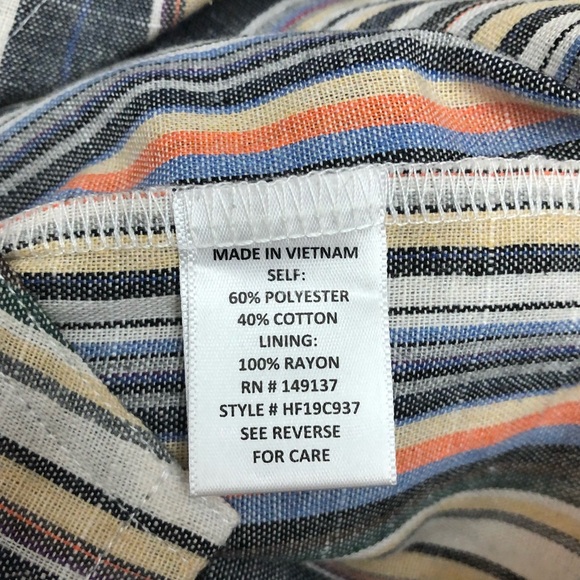 MADE IN VIETNAM
SELF:
60% POLYESTER
40% COTTON
LINING:
100% RAYON
RN # 149137
STYLE # HF19C937
SEE REVERSE
FOR CARE